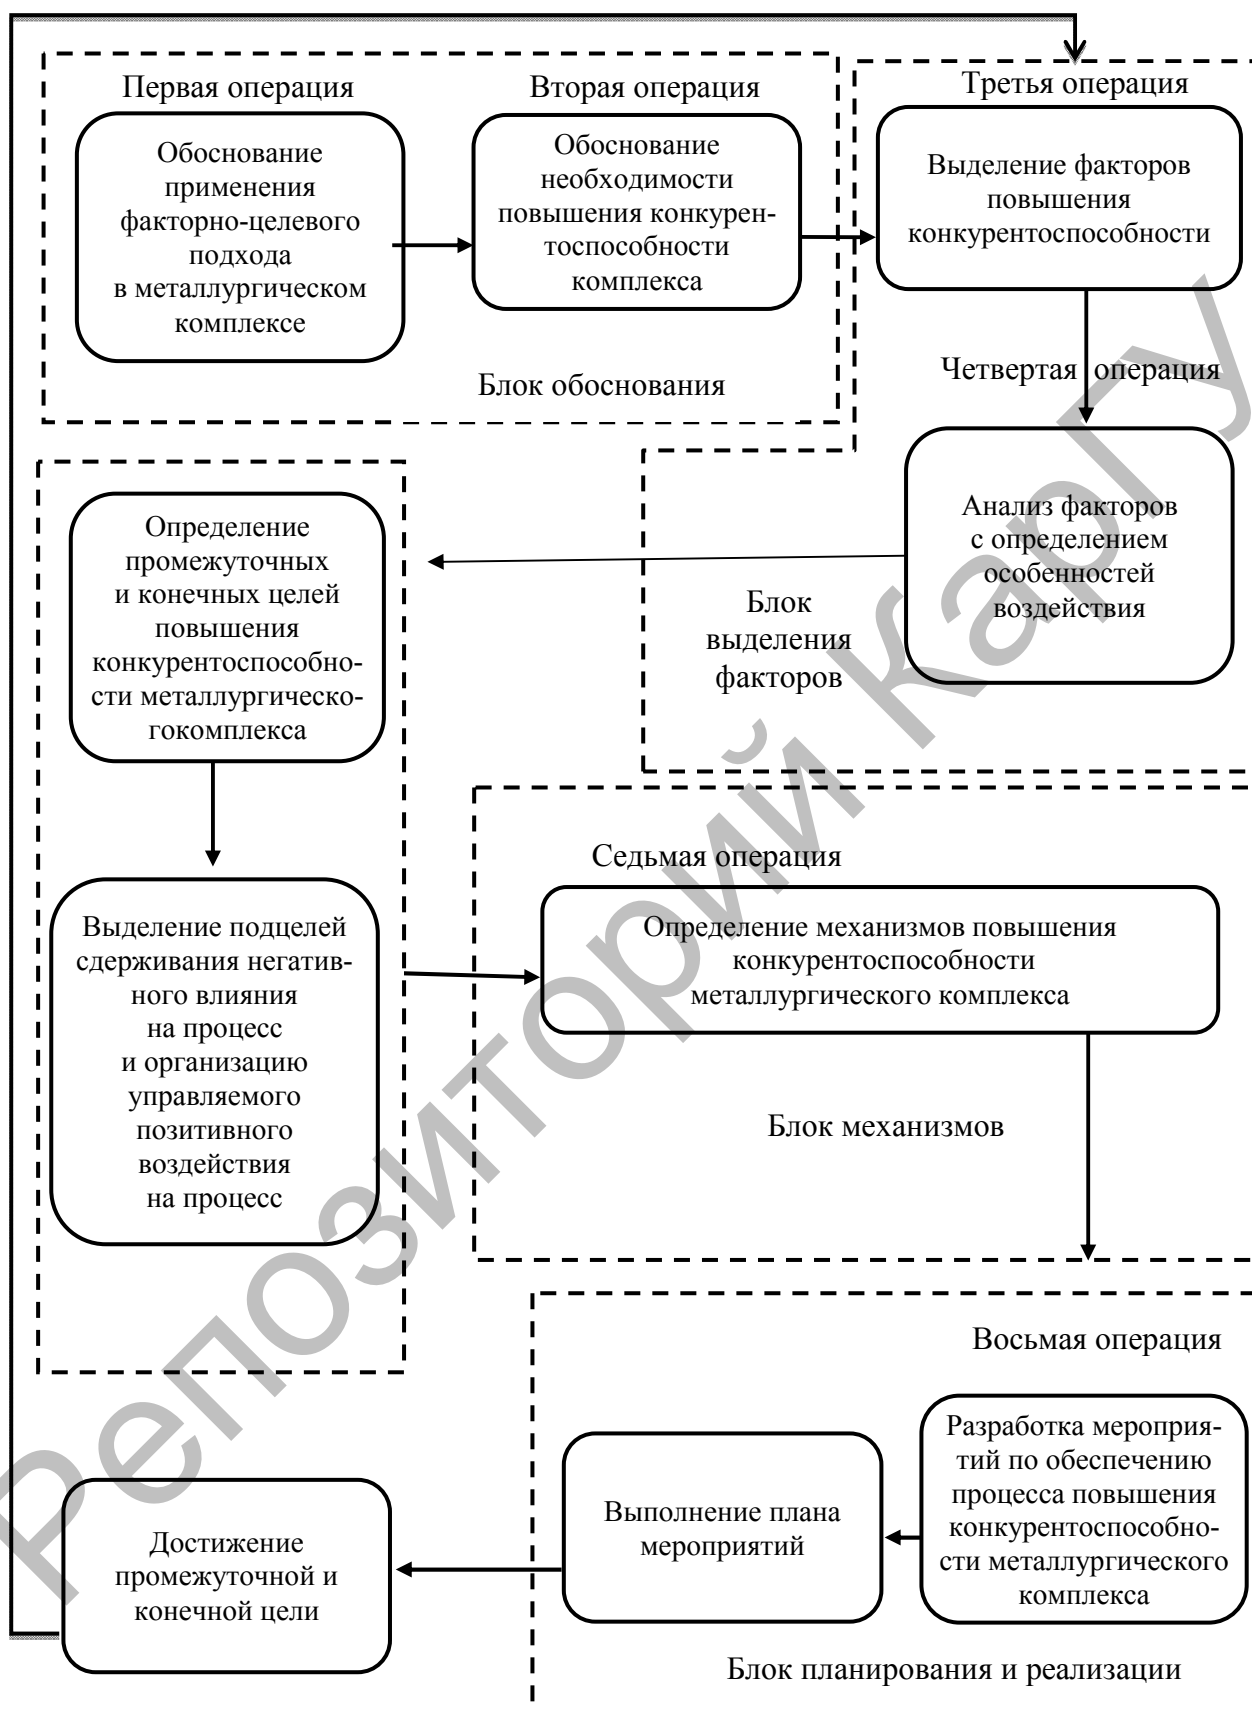 Первая операция
Обоснование
применения
факторно-целевого
подхода
в металлургическом
комплексе
Вторая операция
Обоснование
необходимости
повышения конкурен-
тоспособности
комплекса
Блок обоснования
Третья операция
Выделение факторов
повышения
конкурентоспособности
Четвертая операция
Анализ факторов
с определением
особенностей
воздействия
Блок
выделения
факторов
Определение
промежуточных
и конечных целей
повышения
конкурентоспособно-
сти металлургическо-
гокомплекса
Выделение подцелей
сдерживания негатив-
ного влияния
на процесс
и организацию
управляемого
позитивного
воздействия
на процесс
Седьмая операция
Определение механизмов повышения
конкурентоспособности
металлургического комплекса
Блок механизмов
Восьмая операция
Разработка мероприя-
тий по обеспечению
процесса повышения
конкурентоспособно-
сти металлургического
комплекса
Выполнение плана
мероприятий
Блок планирования и реализации
Достижение
промежуточной и
конечной цели
Репозиторий КарГУ